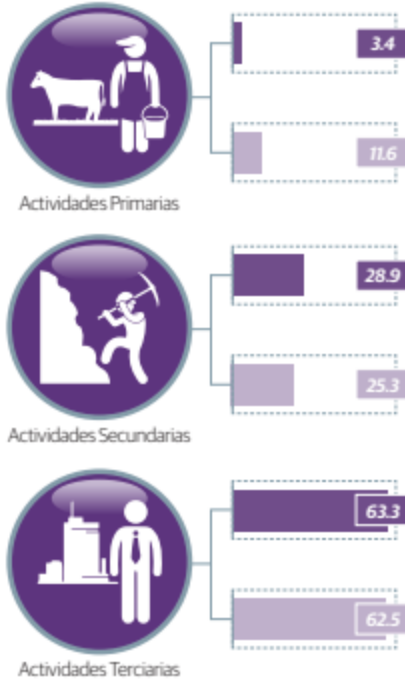 3.4
11.6
Actividades Primarias
28.9
25.3
Actividades Secundarias
63.3
62.5
Actividades Terciarias